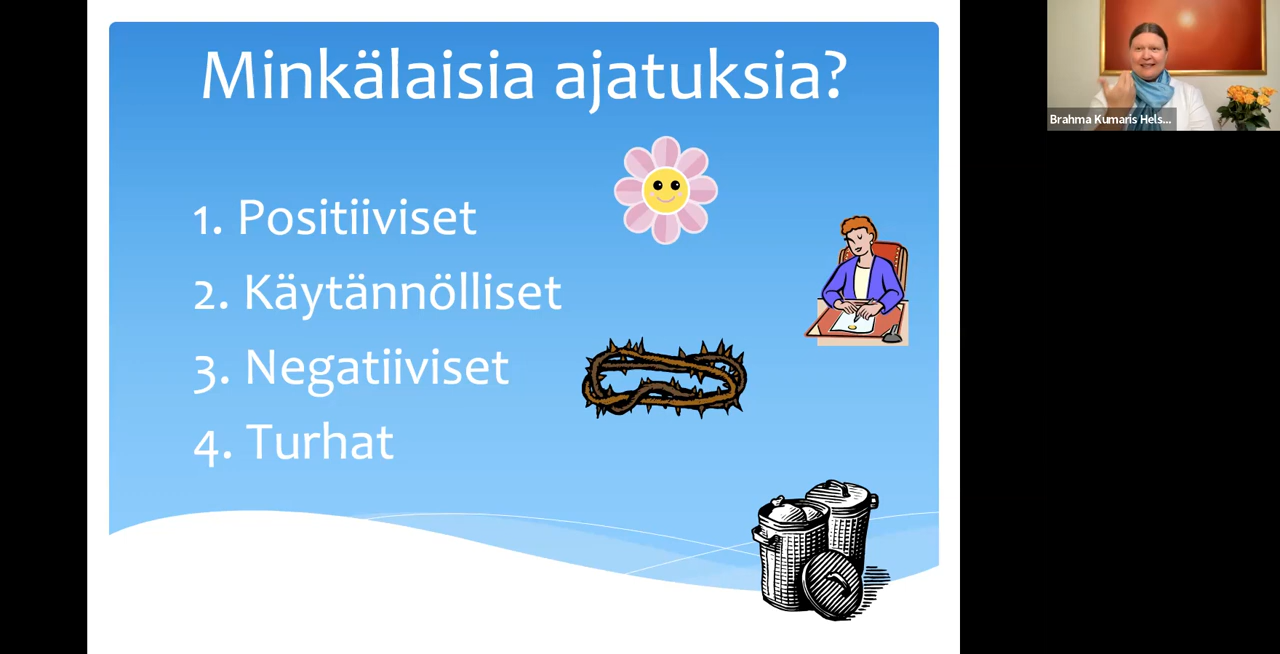 Minkälaisia ajatuksia?
1. Positiiviset
2. Käytännölliset
3. Negatiiviset
4. Turhat
Brahma Kumaris Hels...